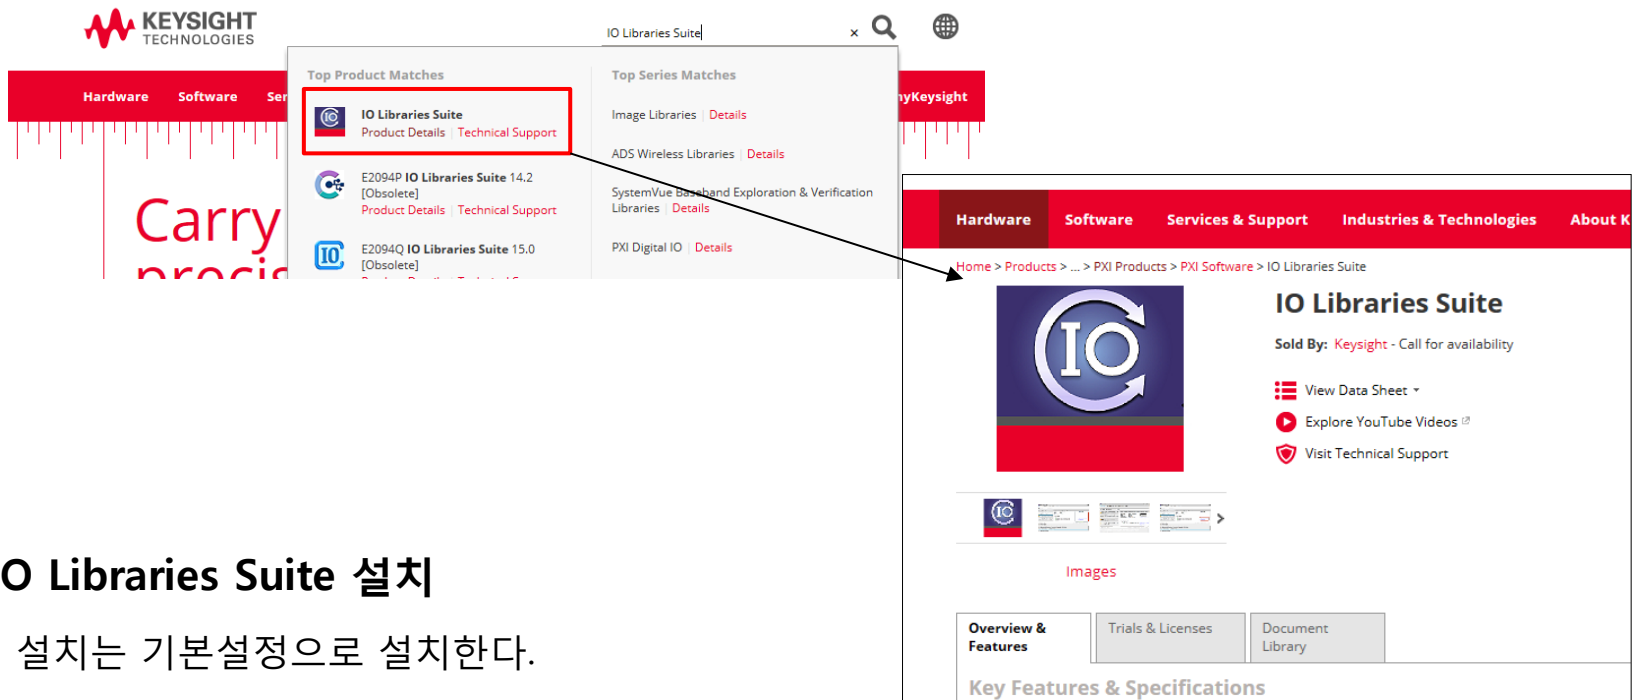 KEYSIGHT
TECHNOLOGIES
IO Libraries Suite
Hardware Software Ser
Top Product Matches
IO Libraries Suite
Product Details | Technical Support
E2094P IO Libraries Suite 14.2
[Obsolete]
Product Details | Technical Support
E2094Q IO Libraries Suite 15.0
[Obsolete]
Top Series Matches
Image Libraries | Details
ADS Wireless Libraries | Details
SystemVue Baseband Exploration & Verification
Libraries | Details
PXI Digital IO | Details
myKeysight
Carry
precis
Hardware Software Services & Support Industries & Technologies About K
Home > Products > ... > PXI Products > PXI Software > IO Libraries Suite
IO
IO Libraries Suite
Sold By: Keysight - Call for availability
View Data Sheet
Explore YouTube Videos
Visit Technical Support
Images
Overview &
Features
Trials & Licenses
Document
Library
Key Features & Specifications
O Libraries Suite 설치
설치는 기본설정으로 설치한다.